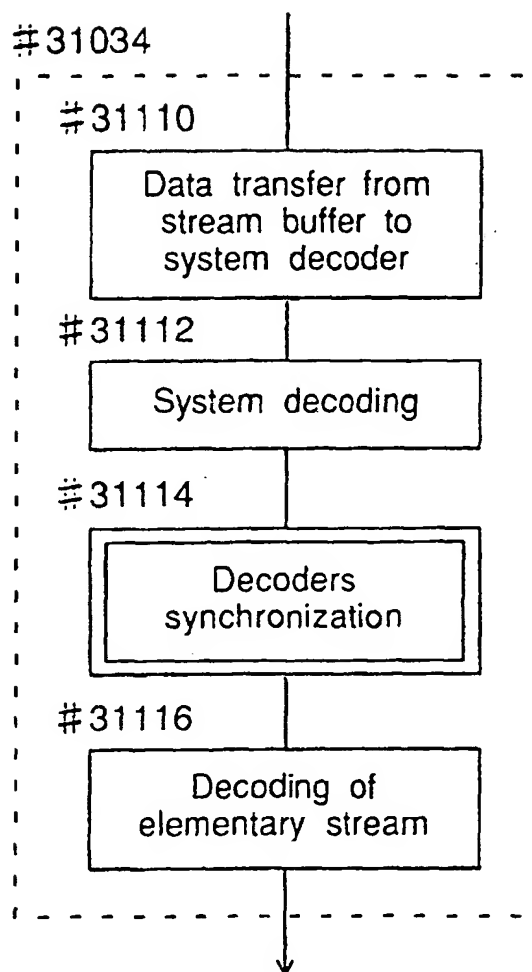 #31034
#31110
Data transfer from
stream buffer to
system decoder
#31112
System decoding
#31114
Decoders
synchronization
#31116
Decoding of
elementary stream